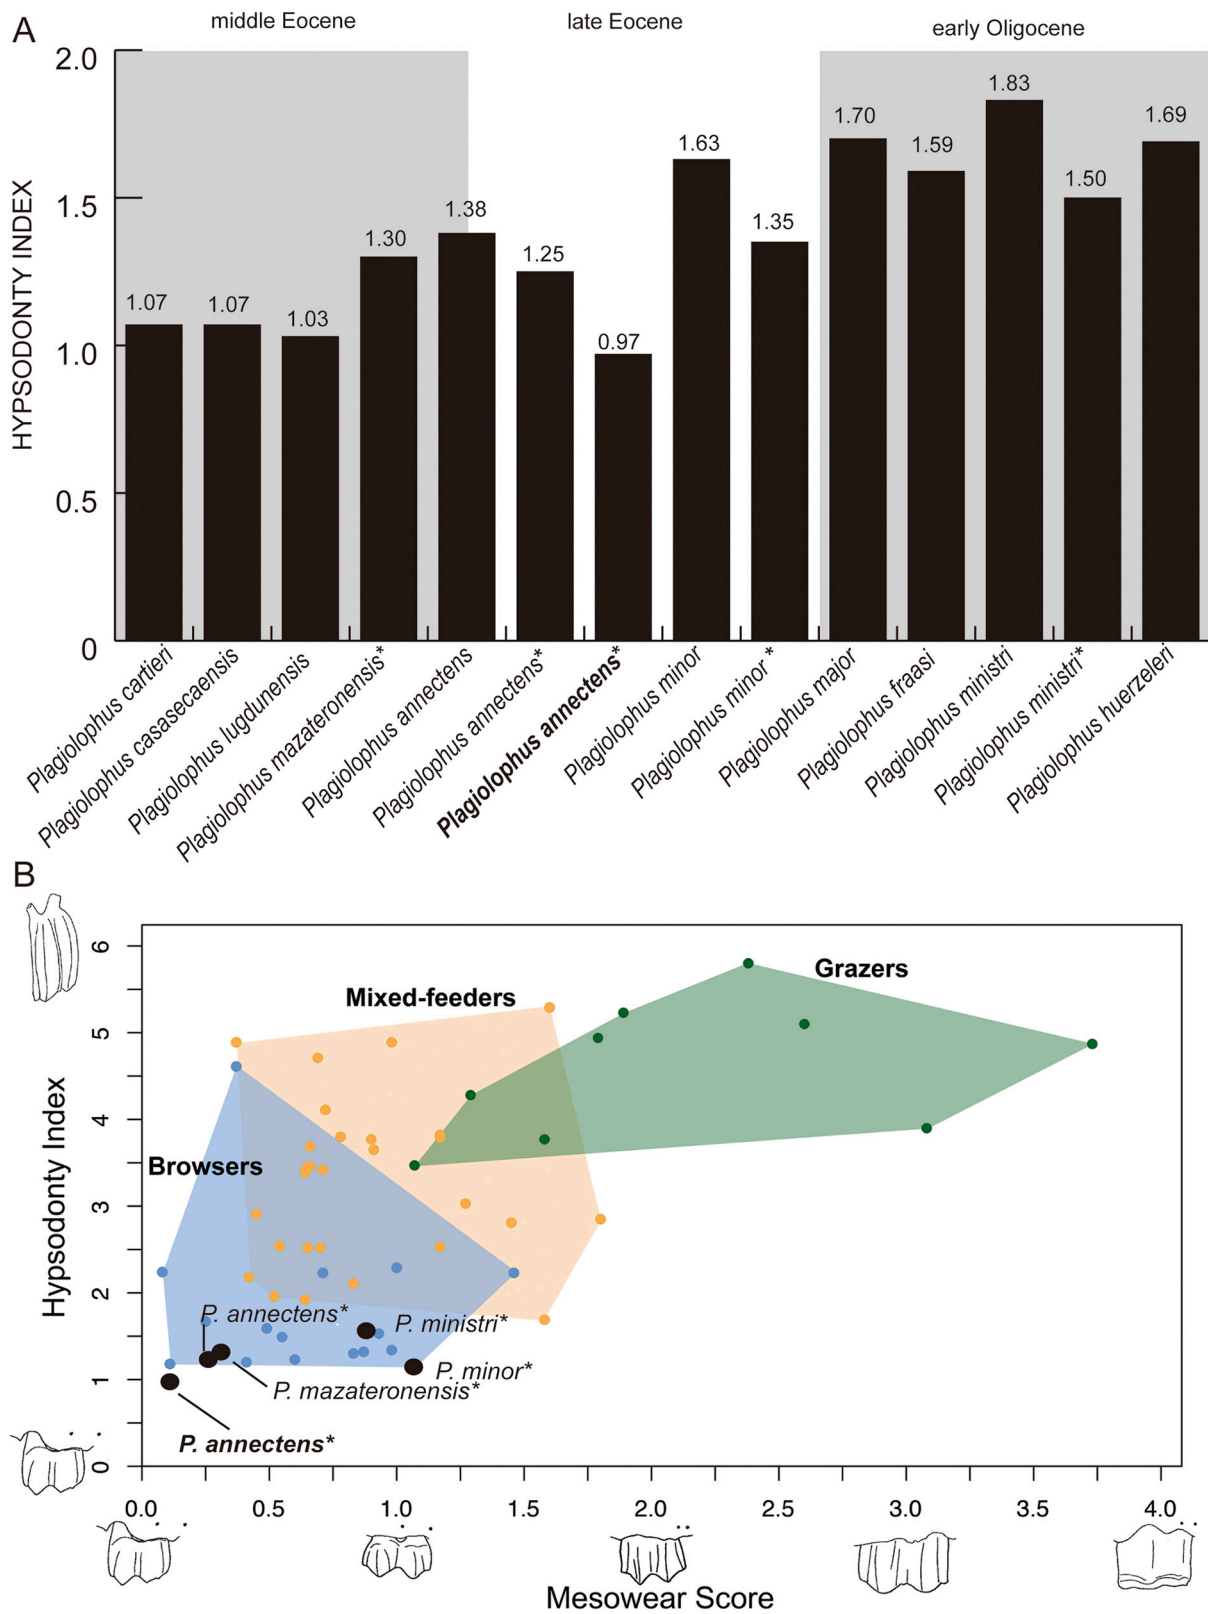 A
middle Eocene
late Eocene
early Oligocene
HYPSODONTY INDEX
2.0
1.5
1.0
0.5
0
1.07
1.07
1.03
1.30
1.38
1.25
0.97
1.63
1.35
1.70
1.59
1.83
1.50
1.69
Plagiolophus cartieri
Plagiolophus casasecaensis
Plagiolophus lugdunensis
Plagiolophus mazateronensis*
Plagiolophus annectens
Plagiolophus annectens*
Plagiolophus annectens*
Plagiolophus minor
Plagiolophus minor *
Plagiolophus major
Plagiolophus fraasi
Plagiolophus ministri
Plagiolophus ministri*
Plagiolophus huerzeleri
B
Hypsodonty Index
6
5
4
3
2
1
0
Grazers
Mixed-feeders
Browsers
P. annectens*
P. ministri*
P. minor*
P. mazateronensis*
P. annectens*
0.0 0.5 1.0 1.5 2.0 2.5 3.0 3.5 4.0
Mesowear Score